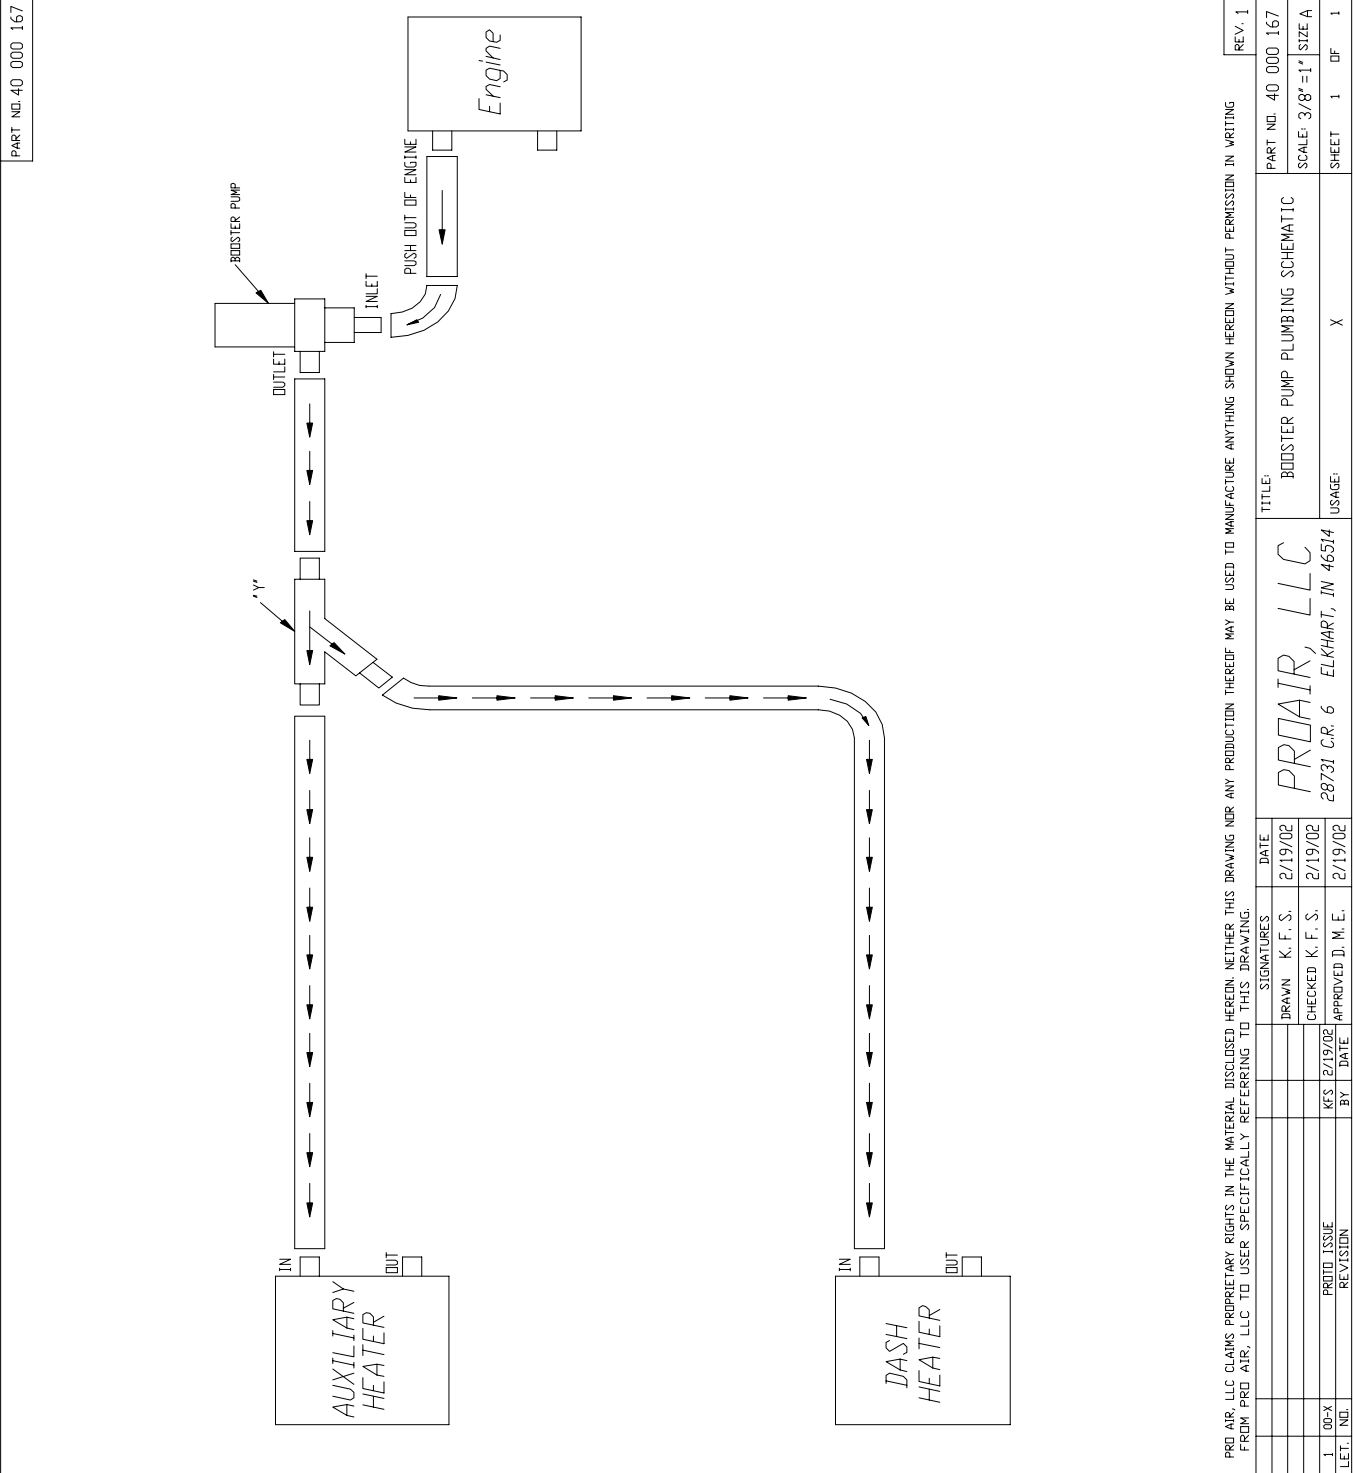 PART NO. 40 000 167
Engine
PUSH OUT OF ENGINE
BOOSTER PUMP
INLET
OUTLET
"Y"
IN
OUT
AUXILIARY
HEATER
IN
OUT
DASH
HEATER
PRO AIR, LLC CLAIMS PROPRIETARY RIGHTS IN THE MATERIAL DISCLOSED HEREON. NEITHER THIS DRAWING NOR ANY PRODUCTION THEREOF MAY BE USED TO MANUFACTURE ANYTHING SHOWN HEREON WITHOUT PERMISSION IN WRITING
FROM PRO AIR, LLC TO USER SPECIFICALLY REFERRING TO THIS DRAWING.
REV. 1
SIGNATURES DATE
DRAWN K. F. S. 2/19/02
CHECKED K. F. S. 2/19/02
APPROVED D. M. E. 2/19/02
1 00-X PROTO ISSUE KFS 2/19/02
LET. NO. REVISION BY DATE
PROAIR, LLC
28731 C.R. 6 ELKHART, IN 46514
TITLE:
BOOSTER PUMP PLUMBING SCHEMATIC
USAGE: X
PART NO. 40 000 167
SCALE: 3/8" =1" SIZE A
SHEET 1 OF 1